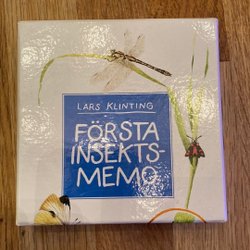 LARS KLINTING
FÖRSTA
INSEKTS-
MEMO